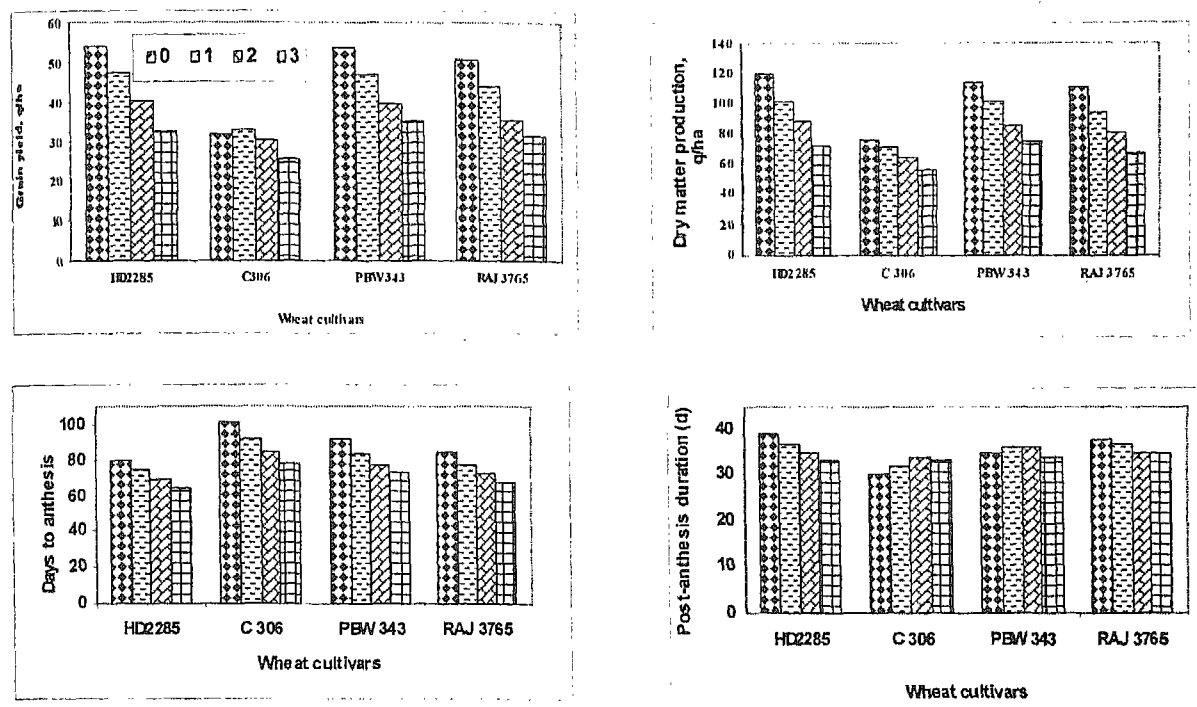 60
50
40
30
20
10
0
Grain yield, q/ha
0 1 2 3
HD2285 C306 PBW343 RAJ 3765
Wheat cultivars
140
120
100
80
60
40
20
0
Dry matter production,
q/ha
HD2285 C 306 PBW 343 RAJ 3765
Wheat cultivars
100
80
60
40
20
0
Days to anthesis
HD2285 C 306 PBW 343 RAJ 3765
Wheat cultivars
40
30
20
10
0
Post-anthesis duration (d)
HD2285 C 306 PBW 343 RAJ 3765
Wheat cultivars